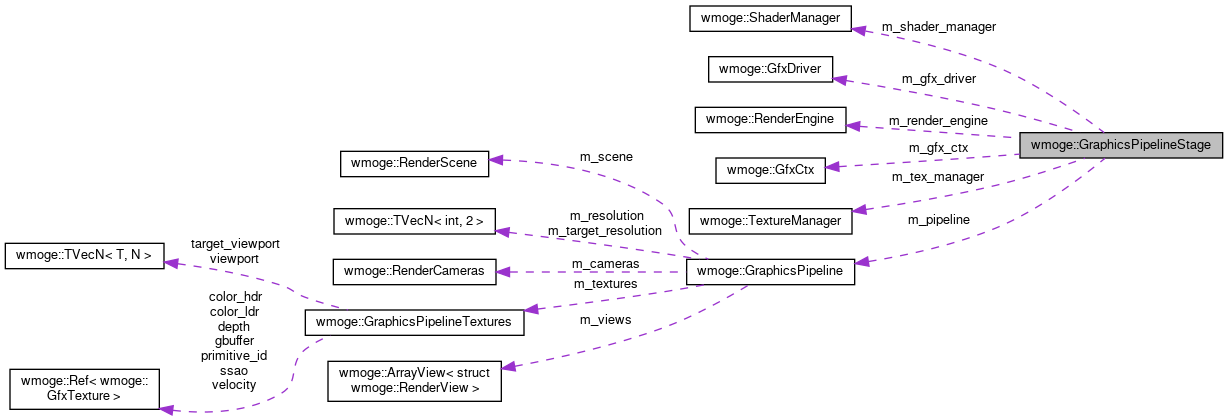 wmoge::ShaderManager
m_shader_manager
wmoge::GfxDriver
m_gfx_driver
wmoge::RenderEngine
m_render_engine
wmoge::GraphicsPipelineStage
wmoge::RenderScene
m_scene
wmoge::GfxCtx
m_gfx_ctx
wmoge::TVecN< int, 2 >
m_resolution
m_target_resolution
wmoge::TextureManager
m_tex_manager
m_pipeline
wmoge::TVecN< T, N >
target_viewport
viewport
wmoge::RenderCameras
m_cameras
wmoge::GraphicsPipeline
m_textures
color_hdr
color_ldr
depth
gbuffer
primitive_id
ssao
velocity
wmoge::GraphicsPipelineTextures
m_views
wmoge::Ref< wmoge::
GfxTexture >
wmoge::ArrayView< struct
wmoge::RenderView >